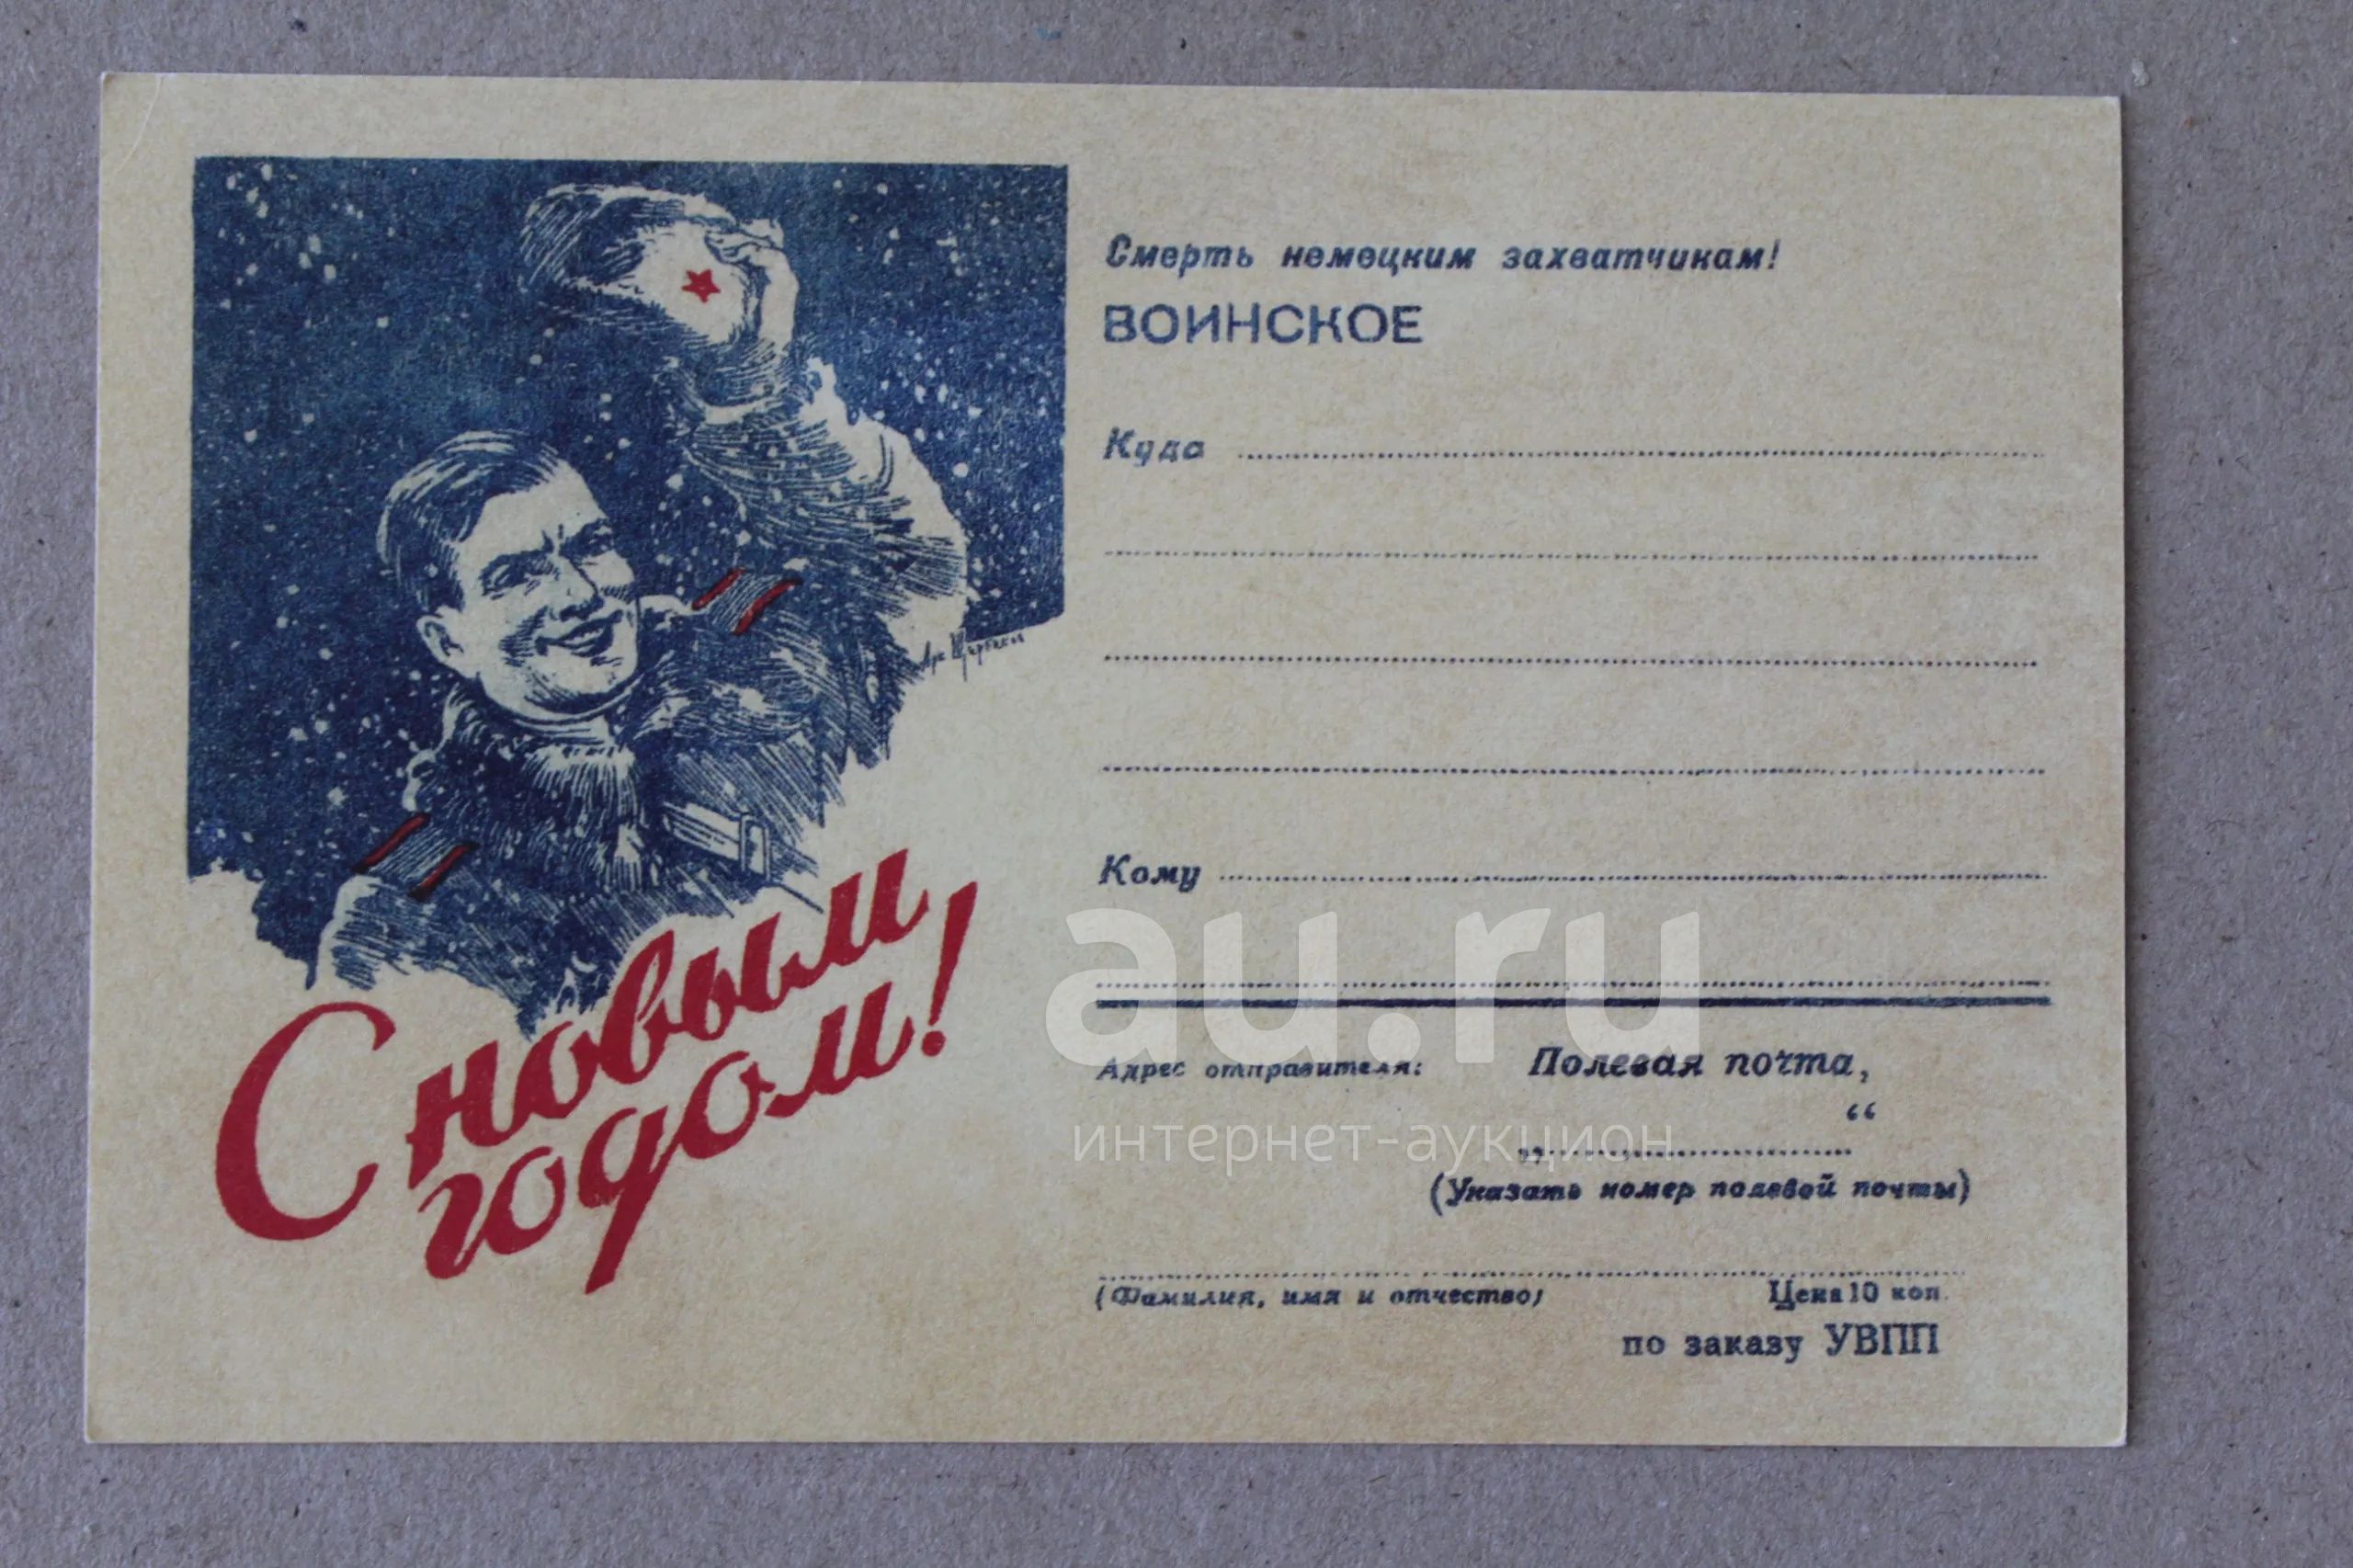 Смерть немецким захватчикам!
ВОИНСКОЕ
Куда
Кому
С новым
годом!
Адрес отправителя: Полевая почта,
„ “
(Указать номер полевой почты)
(Фамилия, имя и отчество) Цена 10 коп.
по заказу УВПП
au.ru
интернет-аукцион